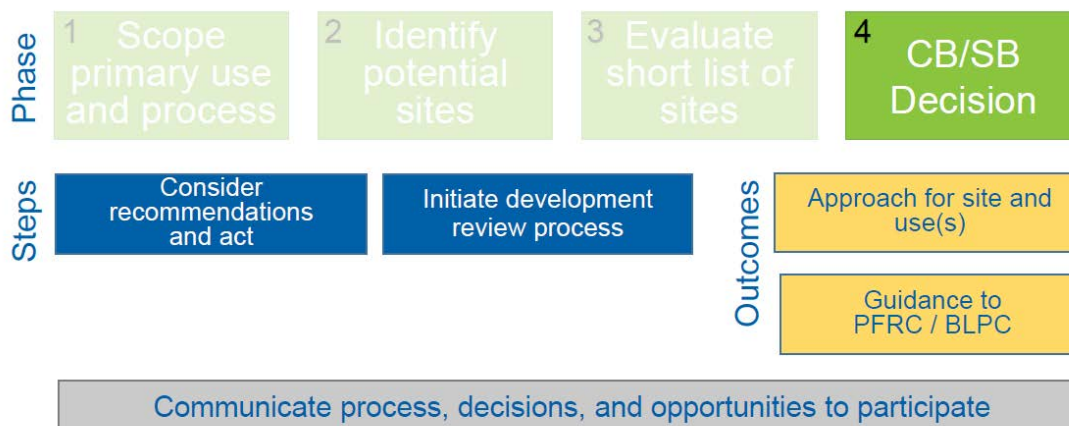 Phase
1
Scope
primary use
and process
2
Identify
potential
sites
3
Evaluate
short list of
sites
4
CB/SB
Decision
Steps
Consider
recommendations
and act
Initiate development
review process
Outcomes
Approach for site and
use(s)
Guidance to
PFRC / BLPC
Communicate process, decisions, and opportunities to participate